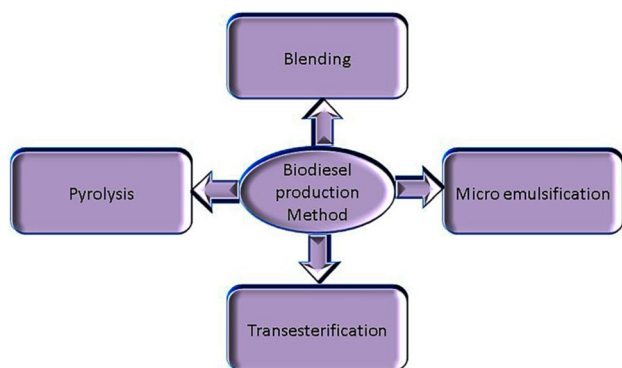 Blending
Pyrolysis
Biodiesel
production
Method
Micro emulsification
Transesterification